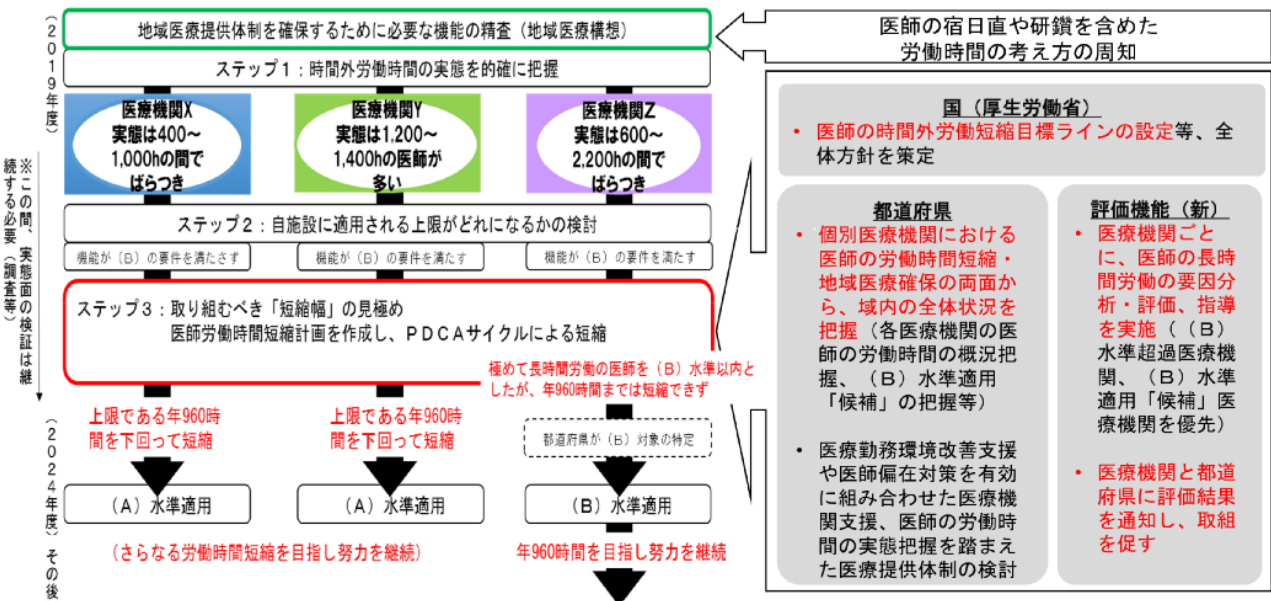 (2019年度)
※この間、実態面の検証は継
続する必要(調査等)
(2024年度)その後
地域医療提供体制を確保するために必要な機能の精査(地域医療構想)
ステップ1:時間外労働時間の実態を的確に把握
医療機関X
実態は400~
1,000hの間で
ばらつき
医療機関Y
実態は1,200~
1,400hの医師が
多い
医療機関Z
実態は600~
2,200hの間で
ばらつき
ステップ2:自施設に適用される上限がどれになるかの検討
機能が(B)の要件を満たさず
機能が(B)の要件を満たす
機能が(B)の要件を満たす
ステップ3:取り組むべき「短縮幅」の見極め
医師労働時間短縮計画を作成し、PDCAサイクルによる短縮
極めて長時間労働の医師を(B)水準以内と
したが、年960時間までは短縮できず
上限である年960時
間を下回って短縮
上限である年960時
間を下回って短縮
都道府県が(B)対象の特定
(A)水準適用
(A)水準適用
(B)水準適用
(さらなる労働時間短縮を目指し努力を継続)
年960時間を目指し努力を継続
医師の宿日直や研鑽を含めた
労働時間の考え方の周知
国(厚生労働省)
• 医師の時間外労働短縮目標ラインの設定等、全
体方針を策定
都道府県
• 個別医療機関における
医師の労働時間短縮・
地域医療確保の両面か
ら、域内の全体状況を
把握(各医療機関の医
師の労働時間の概況把
握、(B)水準適用
「候補」の把握等)
• 医療勤務環境改善支援
や医師偏在対策を有効
に組み合わせた医療機
関支援、医師の労働時
間の実態把握を踏まえ
た医療提供体制の検討
評価機能(新)
• 医療機関ごと
に、医師の長時
間労働の要因分
析・評価、指導
を実施((B)
水準超過医療機
関、(B)水準
適用「候補」医
療機関を優先)
• 医療機関と都道
府県に評価結果
を通知し、取組
を促す